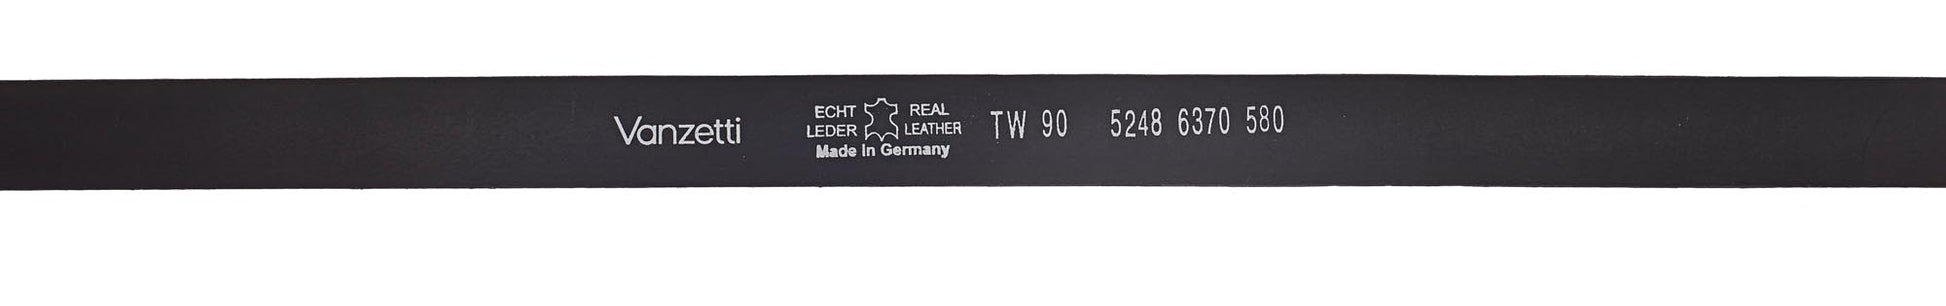 Vanzetti
ECHT REAL
LEDER LEATHER
Made in Germany
TW 90 5248 6370 580